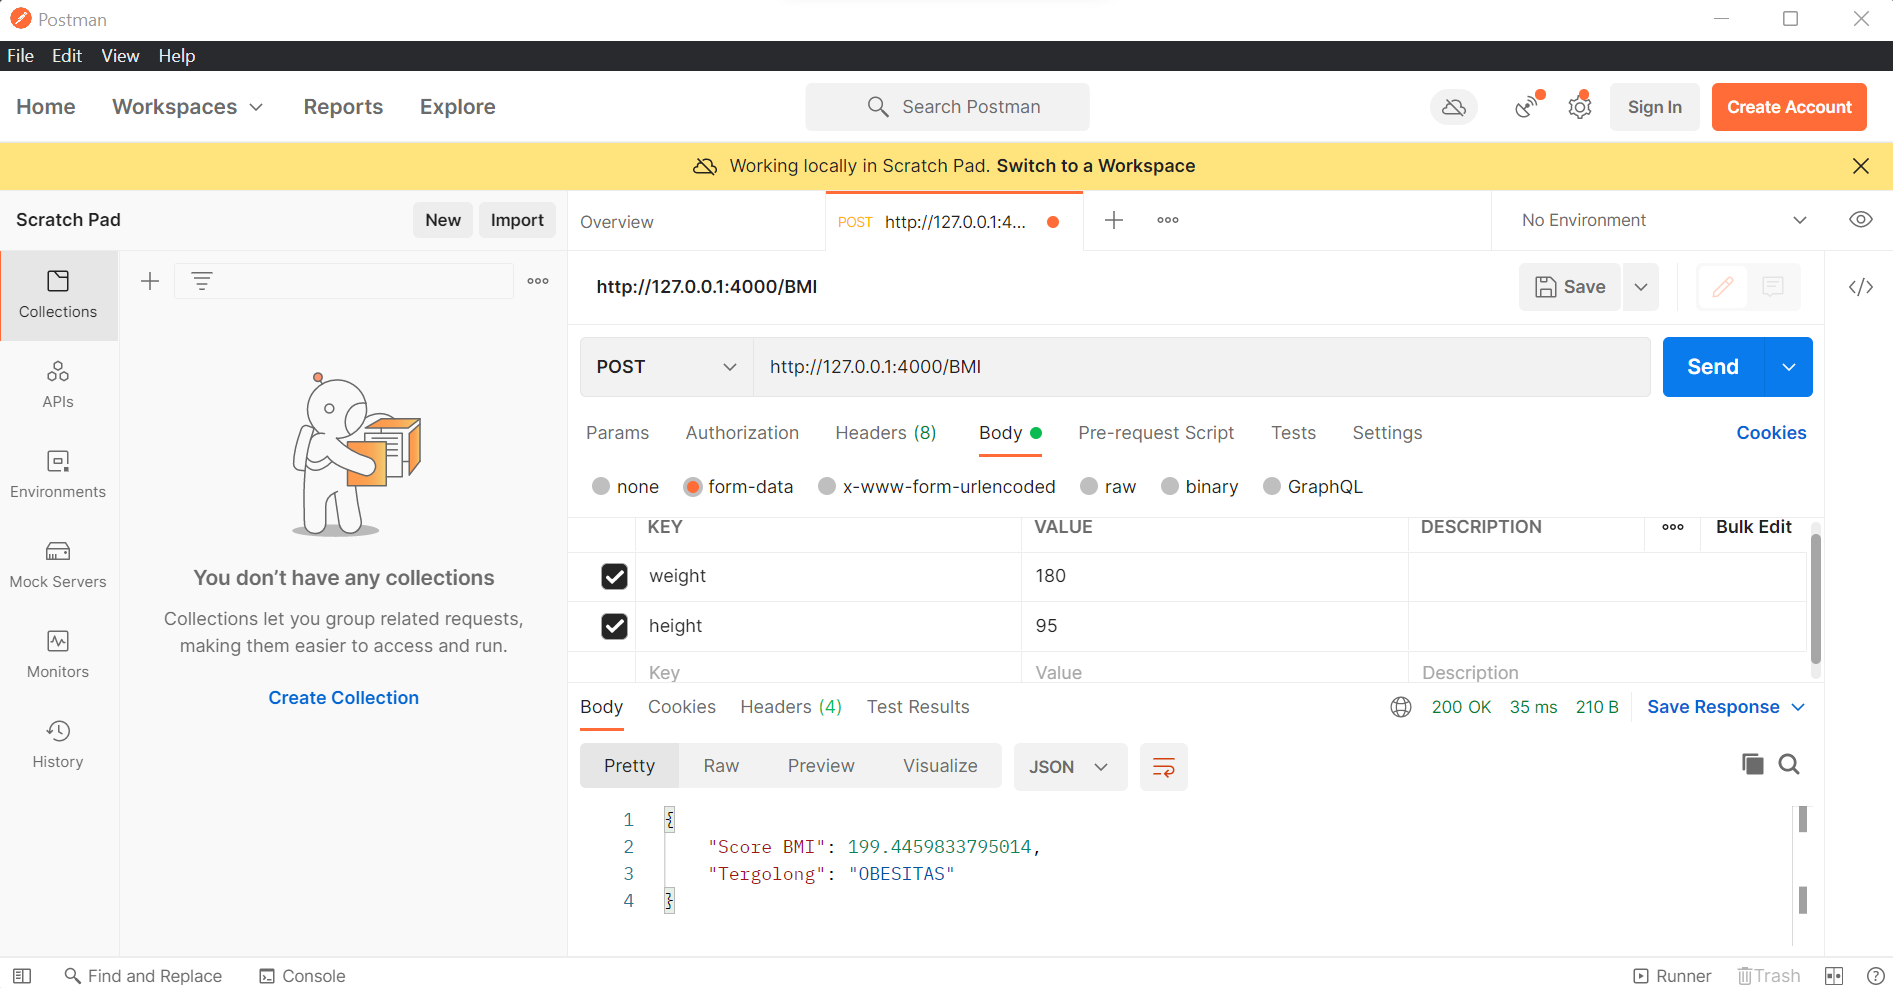 Postman
File Edit View Help
Home Workspaces Reports Explore Search Postman Sign In Create Account
Working locally in Scratch Pad. Switch to a Workspace
Scratch Pad New Import
Overview POST http://127.0.0.1:4... No Environment
Collections
APIs
Environments
Mock Servers
Monitors
History
You don’t have any collections
Collections let you group related requests,
making them easier to access and run.
Create Collection
http://127.0.0.1:4000/BMI Save
POST http://127.0.0.1:4000/BMI Send
Params Authorization Headers (8) Body Pre-request Script Tests Settings Cookies
none form-data x-www-form-urlencoded raw binary GraphQL
KEY VALUE DESCRIPTION Bulk Edit
weight 180
height 95
Key Value Description
Body Cookies Headers (4) Test Results 200 OK 35 ms 210 B Save Response
Pretty Raw Preview Visualize JSON
1 {
2 "Score BMI": 199.4459833795014,
3 "Tergolong": "OBESITAS"
4 }
Find and Replace Console Runner Trash